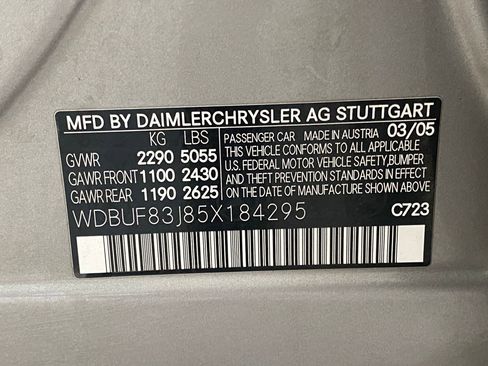 MFD BY DAIMLERCHRYSLER AG STUTTGART
KG LBS
GVWR 2290 5055
GAWR FRONT 1100 2430
GAWR REAR 1190 2625
PASSENGER CAR MADE IN AUSTRIA 03/05
THIS VEHICLE CONFORMS TO ALL APPLICABLE
U.S. FEDERAL MOTOR VEHICLE SAFETY,BUMPER
AND THEFT PREVENTION STANDARDS IN EFFECT
ON THE DATE OF MANUFACTURE SHOWN ABOVE.
WDBUF83J85X184295 C723